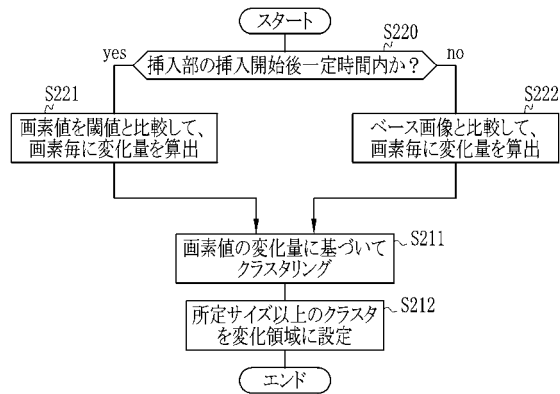 スタート
S220
挿入部の挿入開始後一定時間内か？
yes
no
S221
画素値を閾値と比較して、
画素毎に変化量を算出
S222
ベース画像と比較して、
画素毎に変化量を算出
S211
画素値の変化量に基づいて
クラスタリング
S212
所定サイズ以上のクラスタ
を変化領域に設定
エンド